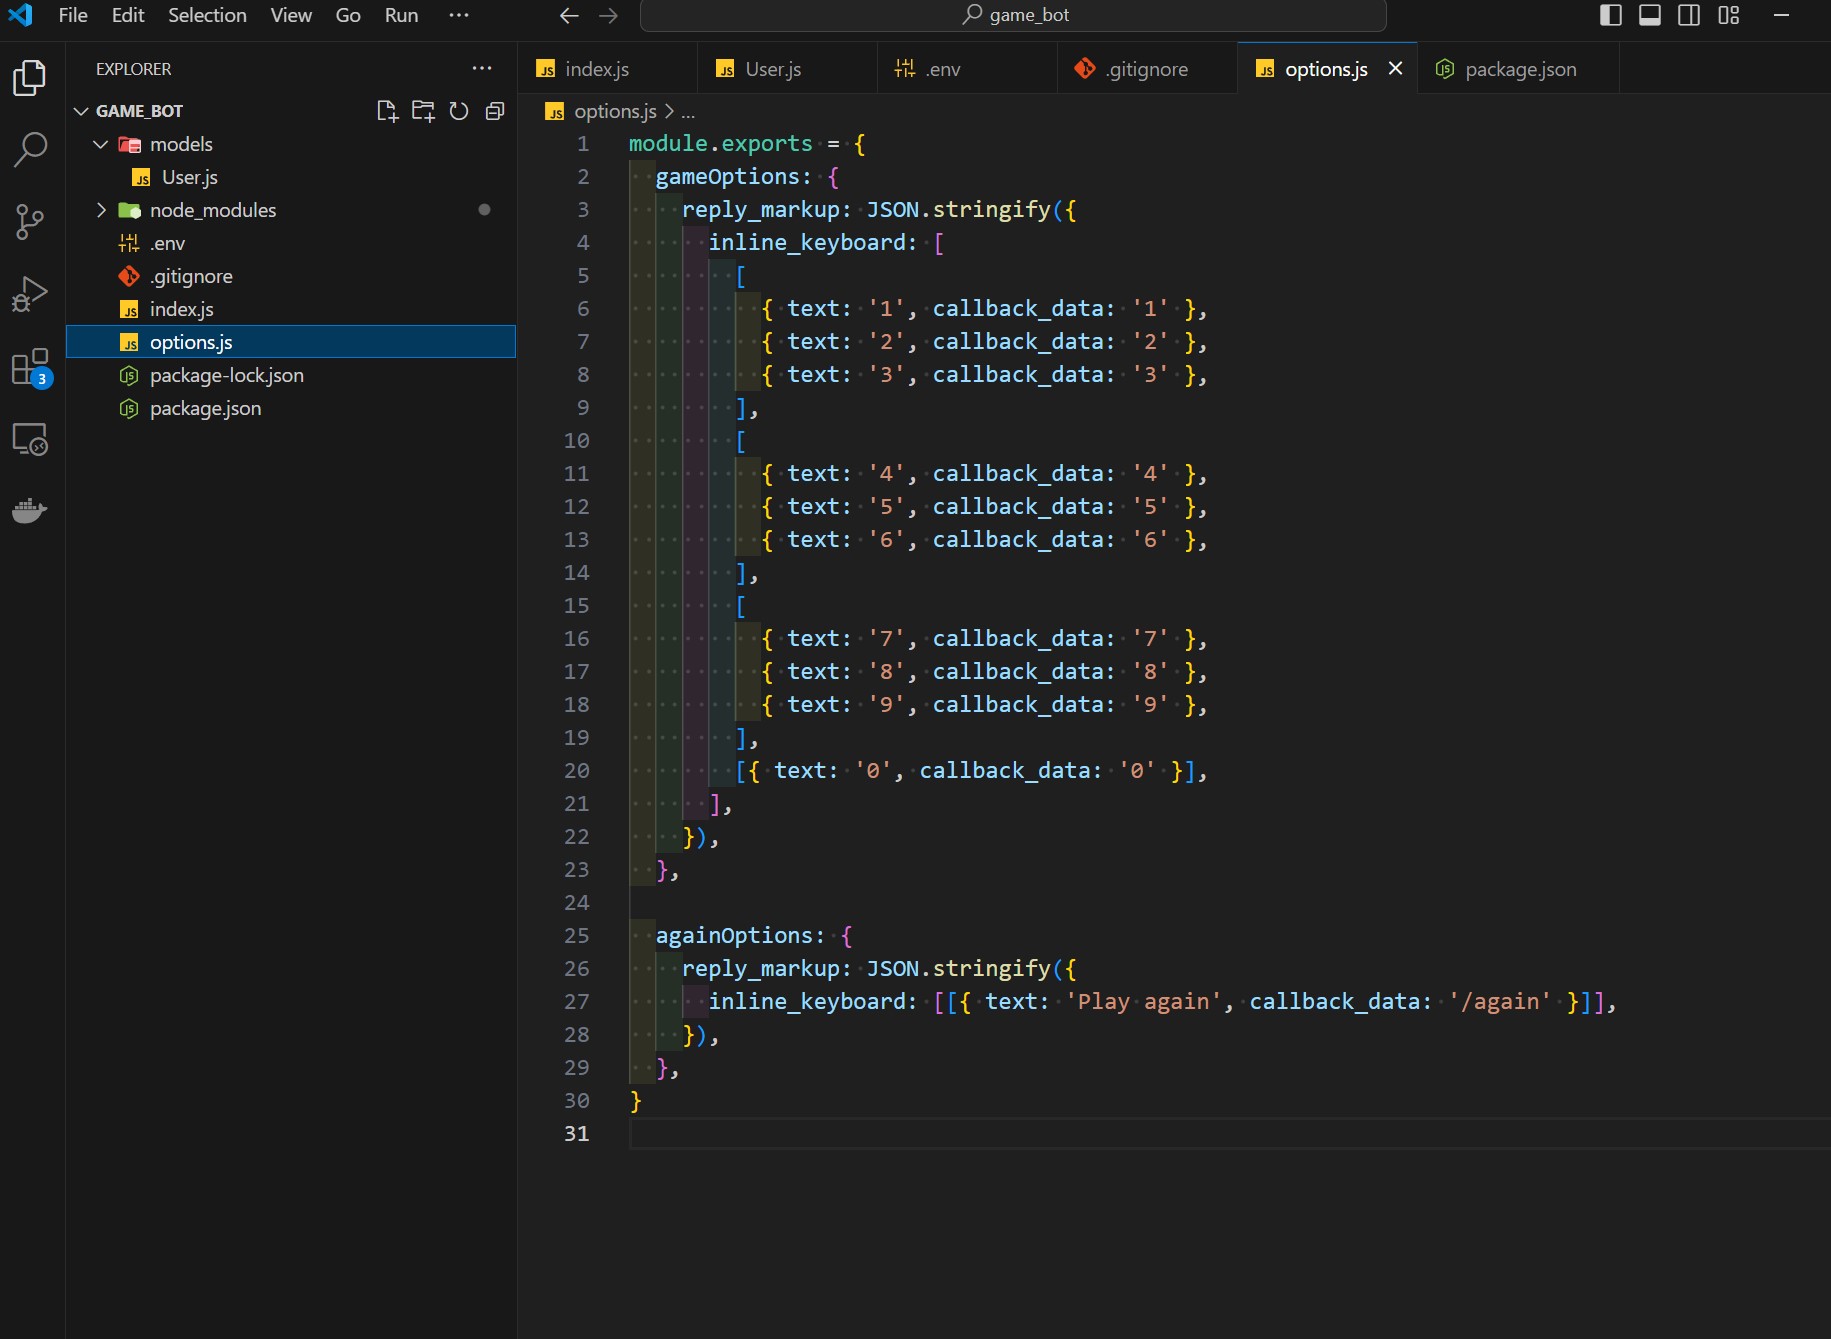 File Edit Selection View Go Run ···
game_bot
EXPLORER ···
GAME_BOT
models
User.js
node_modules
.env
.gitignore
index.js
options.js
package-lock.json
package.json
3
index.js User.js .env .gitignore options.js package.json
options.js > ...
1 module.exports = {
2 gameOptions: {
3 reply_markup: JSON.stringify({
4 inline_keyboard: [
5 [
6 { text: '1', callback_data: '1' },
7 { text: '2', callback_data: '2' },
8 { text: '3', callback_data: '3' },
9 ],
10 [
11 { text: '4', callback_data: '4' },
12 { text: '5', callback_data: '5' },
13 { text: '6', callback_data: '6' },
14 ],
15 [
16 { text: '7', callback_data: '7' },
17 { text: '8', callback_data: '8' },
18 { text: '9', callback_data: '9' },
19 ],
20 [{ text: '0', callback_data: '0' }],
21 ],
22 }),
23 },
24
25 againOptions: {
26 reply_markup: JSON.stringify({
27 inline_keyboard: [[{ text: 'Play again', callback_data: '/again' }]],
28 }),
29 },
30 }
31